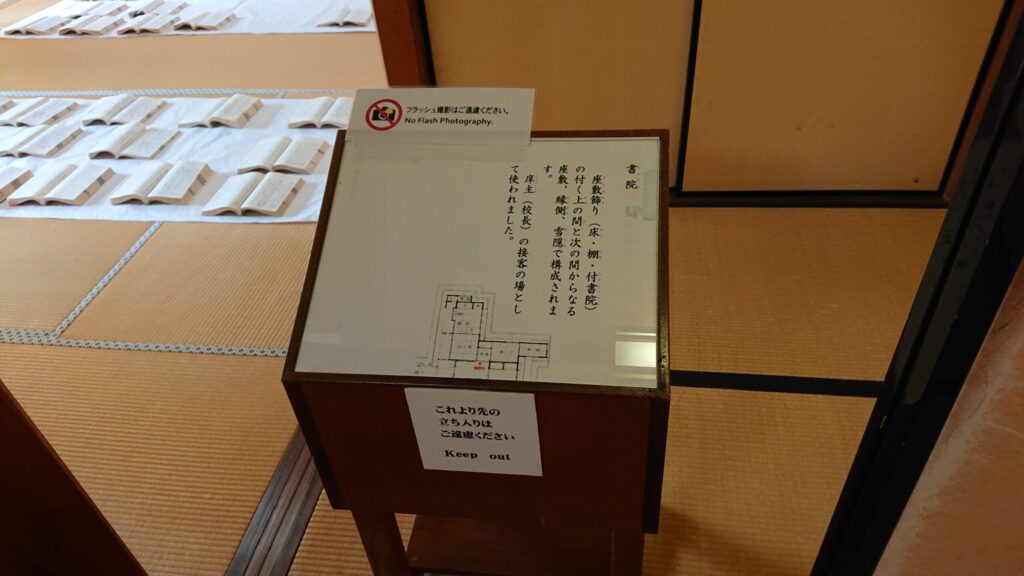 フラッシュ撮影はご遠慮ください。
No Flash Photography.
書院
座敷飾り（床・棚・付書院）
の付く上の間と次の間からなる
座敷、縁側、雪隠で構成されま
す。
庠主（校長）の接客の場とし
て使われました。
これより先の
立ち入りは
ご遠慮ください
Keep out